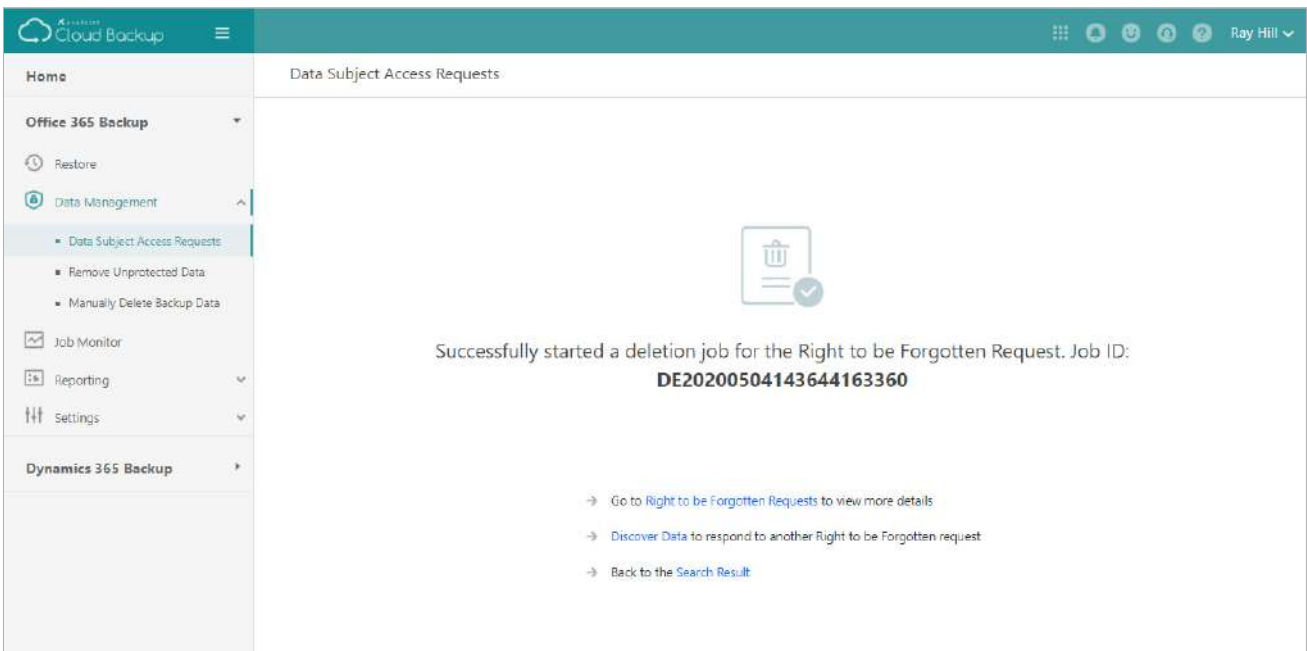 Cloud Backup
Ray Hill
Home
Data Subject Access Requests
Office 365 Backup
Restore
Data Management
Data Subject Access Requests
Remove Unprotected Data
Manually Delete Backup Data
Job Monitor
Reporting
Settings
Dynamics 365 Backup
Successfully started a deletion job for the Right to be Forgotten Request. Job ID:
DE20200504143644163360
Go to Right to be Forgotten Requests to view more details
Discover Data to respond to another Right to be Forgotten request
Back to the Search Result